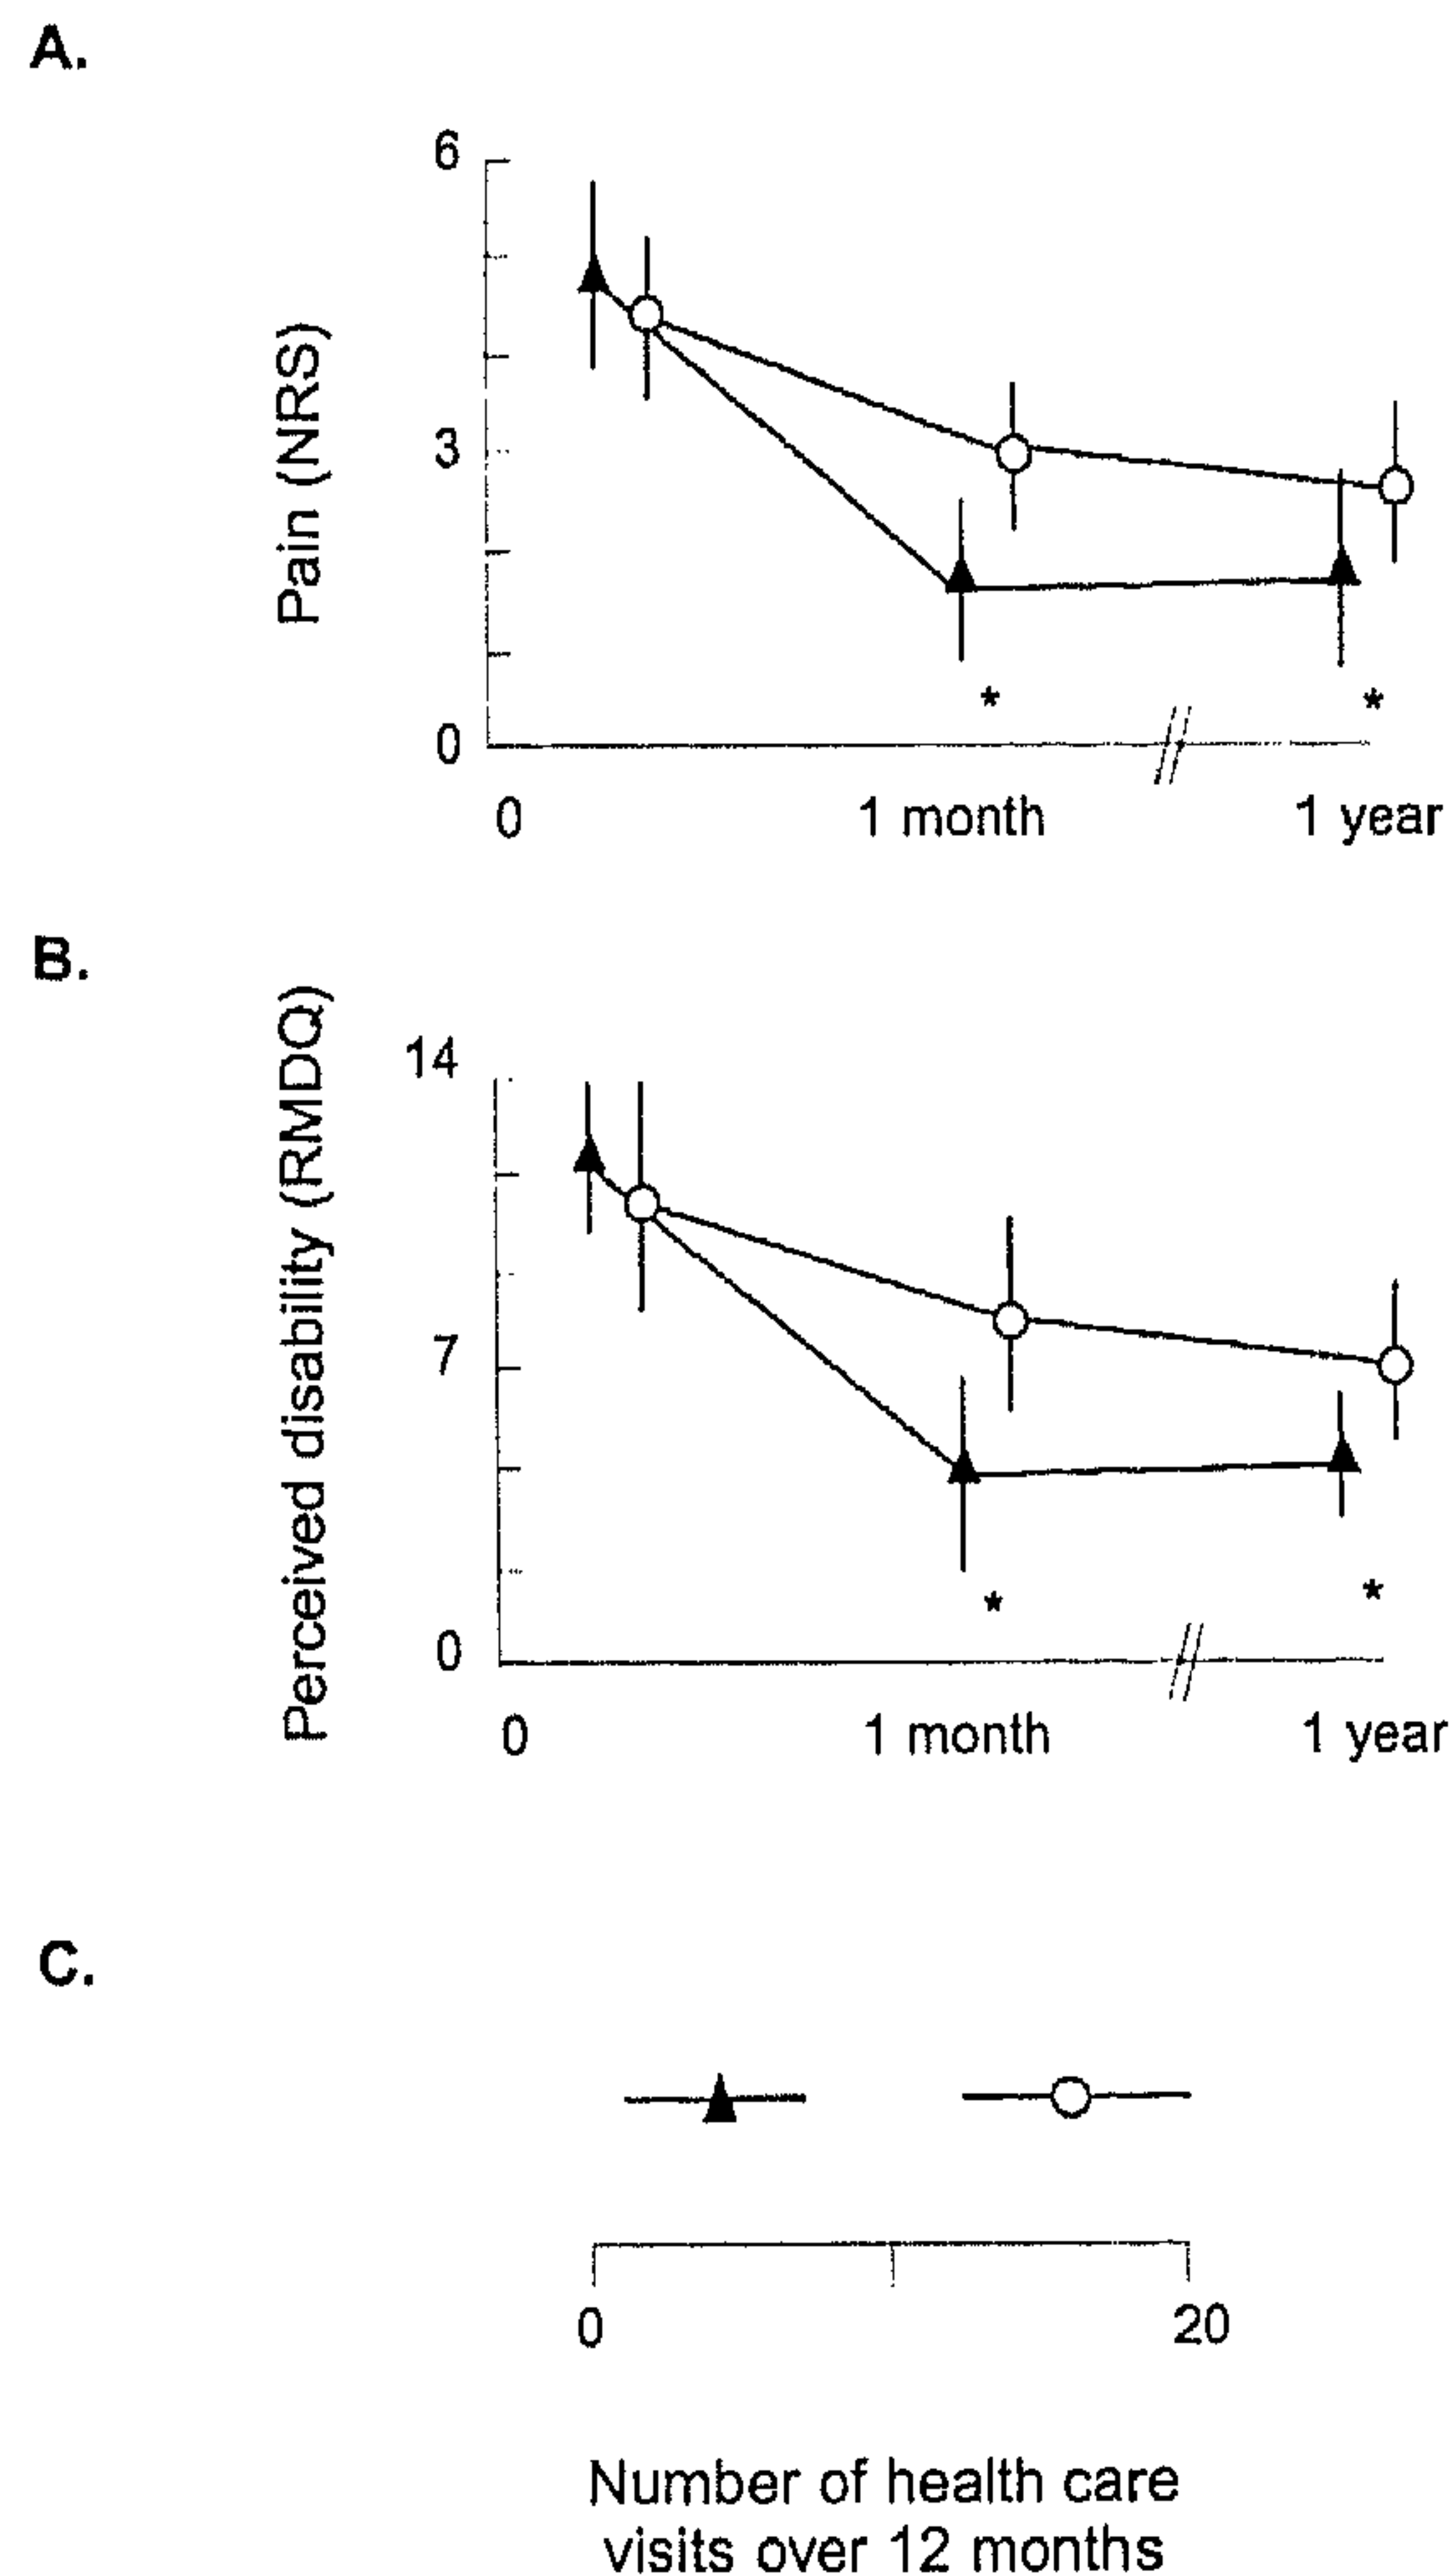 A.
6
Pain (NRS)
3
*
*
0
0
1 month
1 year
B.
14
Perceived disability (RMDQ)
7
*
*
0
0
1 month
1 year
C.
0
20
Number of health care
visits over 12 months